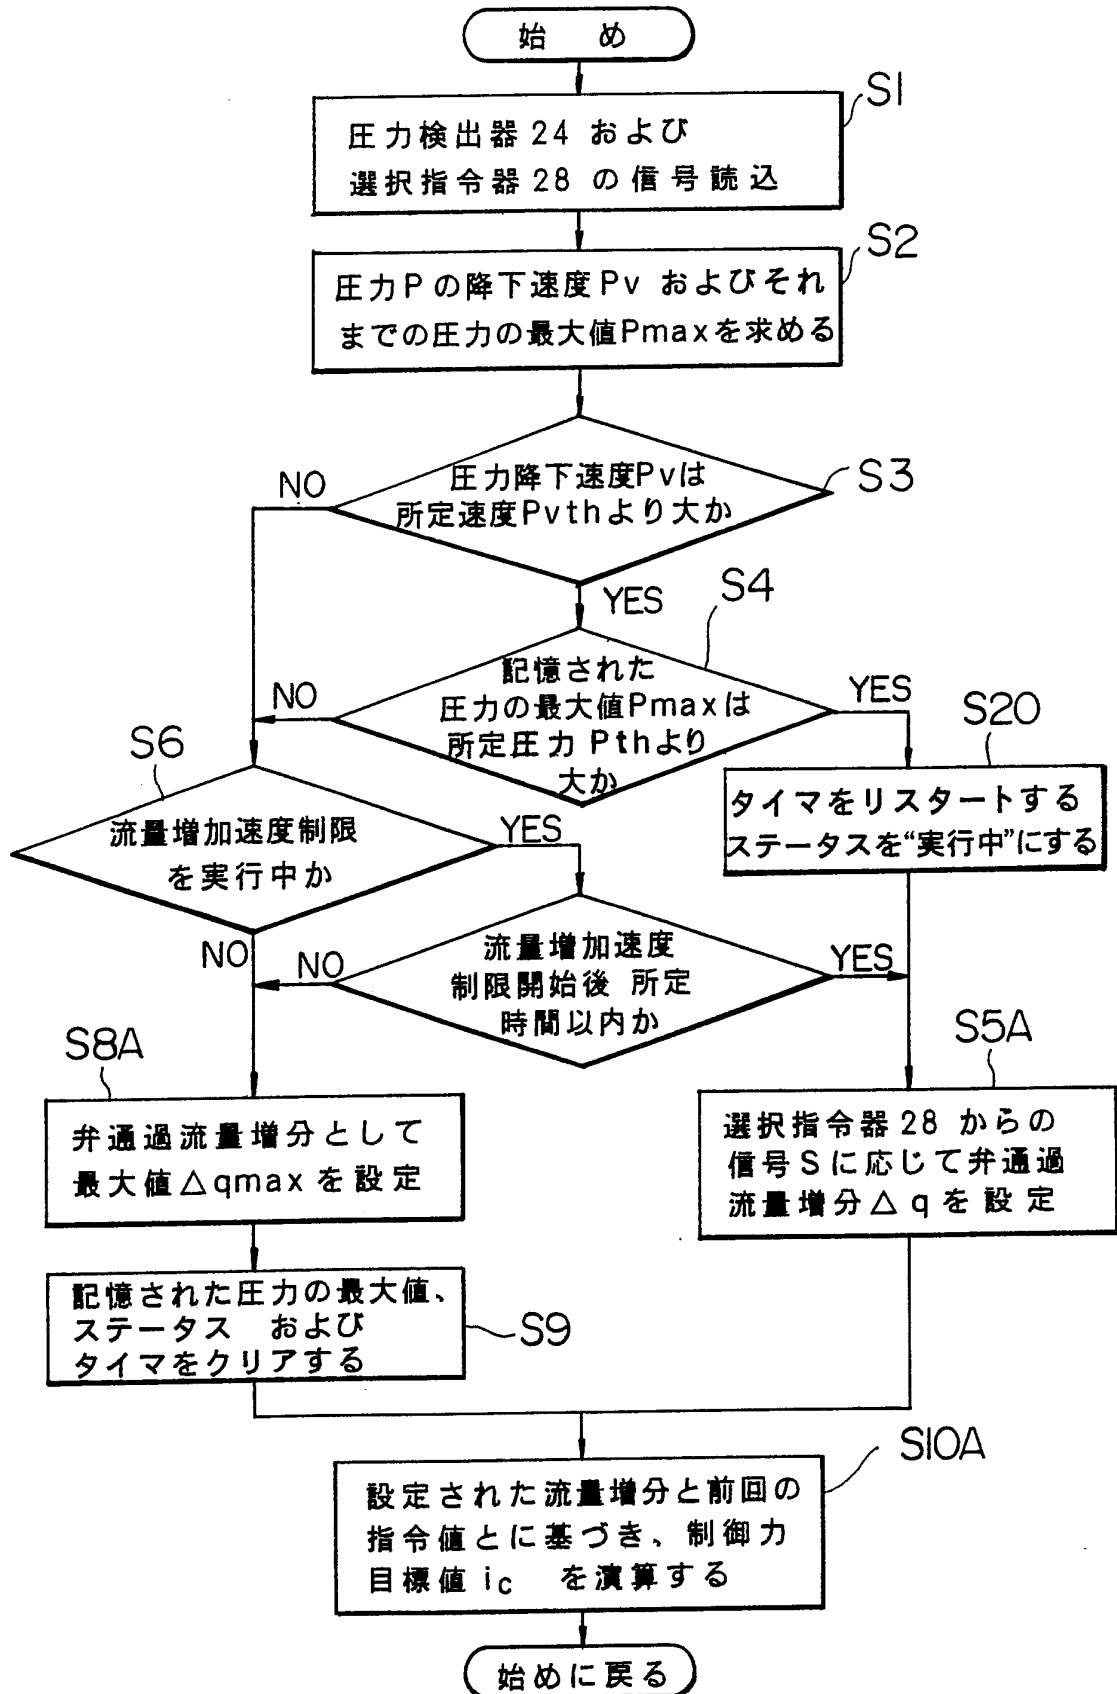 始 め
S1
圧力検出器24 および
選択指令器28 の信号読込
S2
圧力Pの降下速度Pv およびそれ
までの圧力の最大値Pmaxを求める
S3
圧力降下速度Pvは
所定速度Pvthより大か
NO
YES
S4
記憶された
圧力の最大値Pmaxは
所定圧力 Pthより
大か
NO
YES
S20
タイマをリスタートする
ステータスを“実行中”にする
S6
流量増加速度制限
を実行中か
YES
NO
流量増加速度
制限開始後 所定
時間以内か
NO
YES
S8A
弁通過流量増分として
最大値△qmaxを設定
S5A
選択指令器28 からの
信号Sに応じて弁通過
流量増分△qを設定
記憶された圧力の最大値、
ステータス および
タイマをクリアする
S9
S10A
設定された流量増分と前回の
指令値とに基づき、制御力
目標値ic を演算する
始めに戻る